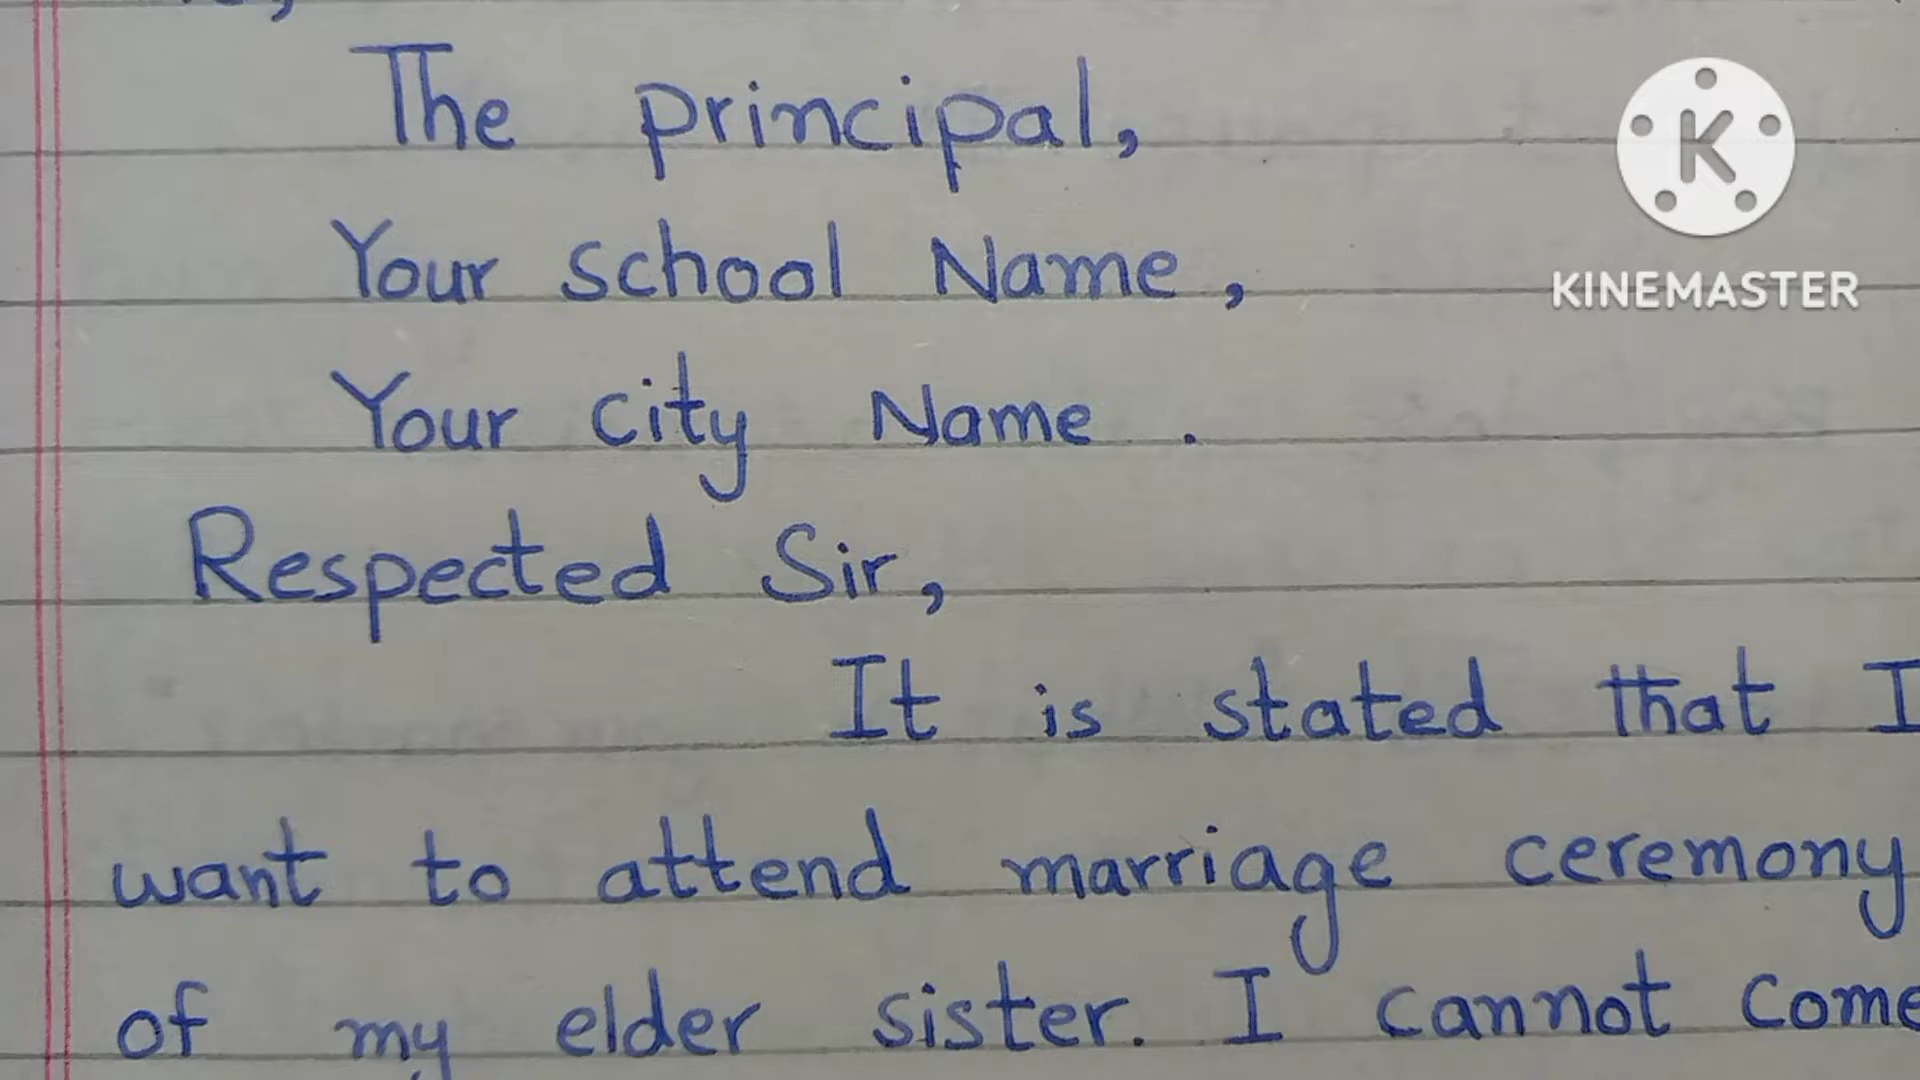 The principal,
K
Your school Name,
KINEMASTER
Your city Name.
Respected Sir,
It is stated that I
want to attend marriage ceremony
of my elder sister. I cannot come